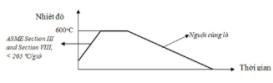 Nhiệt độ
600°C
Nguội cùng lò
ASME Section III
and Section VIII,
< 205 °C/giờ
Thời gian